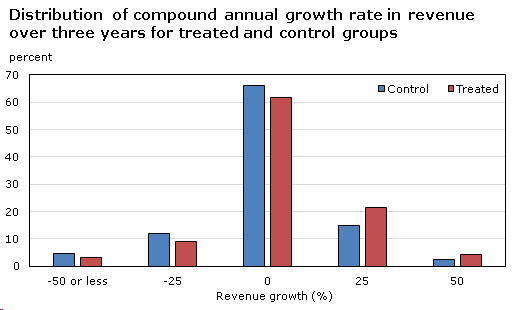 Distribution of compound annual growth rate in revenue
over three years for treated and control groups
percent
70
Control Treated
60
50
40
30
20
10
0
-50 or less -25 0 25 50
Revenue growth (%)